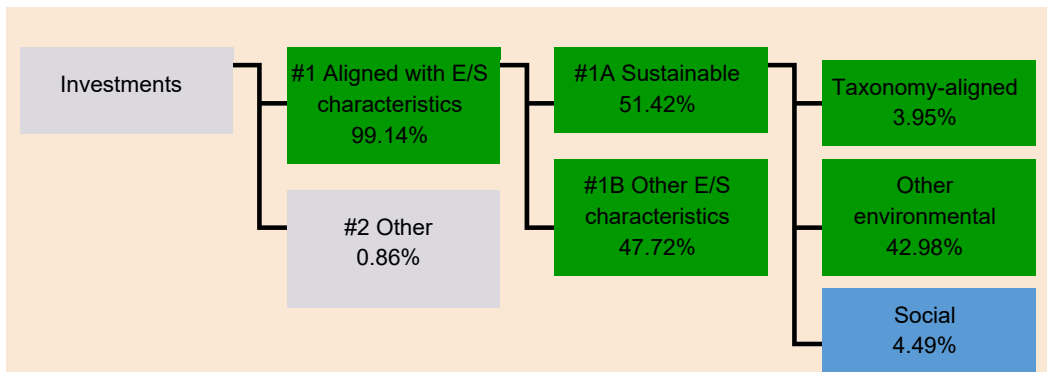 Investments
#1 Aligned with E/S
characteristics
99.14%
#2 Other
0.86%
#1A Sustainable
51.42%
#1B Other E/S
characteristics
47.72%
Taxonomy-aligned
3.95%
Other
environmental
42.98%
Social
4.49%